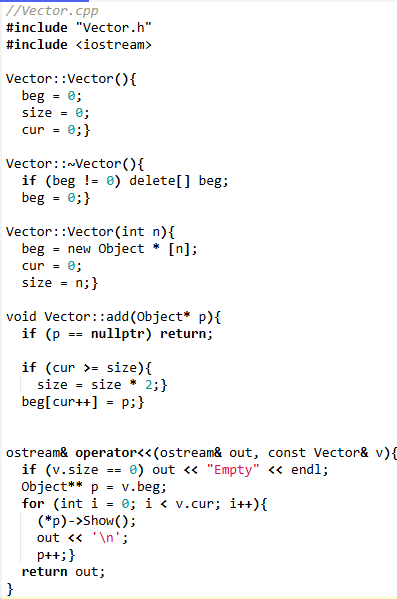 //Vector.cpp
#include "Vector.h"
#include <iostream>

Vector::Vector(){
  beg = 0;
  size = 0;
  cur = 0;}

Vector::~Vector(){
  if (beg != 0) delete[] beg;
  beg = 0;}

Vector::Vector(int n){
  beg = new Object * [n];
  cur = 0;
  size = n;}

void Vector::add(Object* p){
  if (p == nullptr) return;

  if (cur >= size){
    size = size * 2;}
  beg[cur++] = p;}


ostream& operator<<(ostream& out, const Vector& v){
  if (v.size == 0) out << "Empty" << endl;
  Object** p = v.beg;
  for (int i = 0; i < v.cur; i++){
    (*p)->Show();
    out << '\n';
    p++;}
  return out;
}